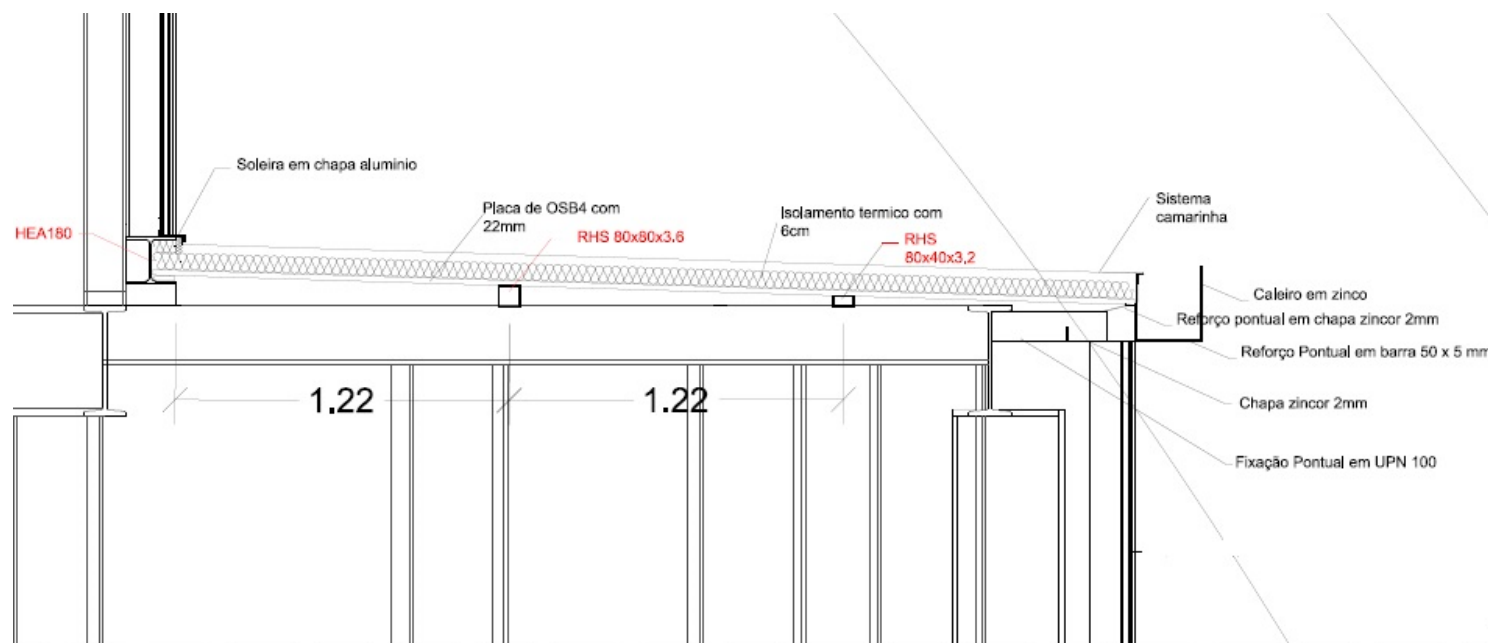 Soleira em chapa aluminio
HEA180
Placa de OSB4 com
22mm
RHS 80x80x3.6
Isolamento termico com
6cm
RHS
80x40x3,2
Sistema
camarinha
Caleiro em zinco
Reforço pontual em chapa zincor 2mm
Reforço Pontual em barra 50 x 5 mm
Chapa zincor 2mm
Fixação Pontual em UPN 100
1.22
1.22